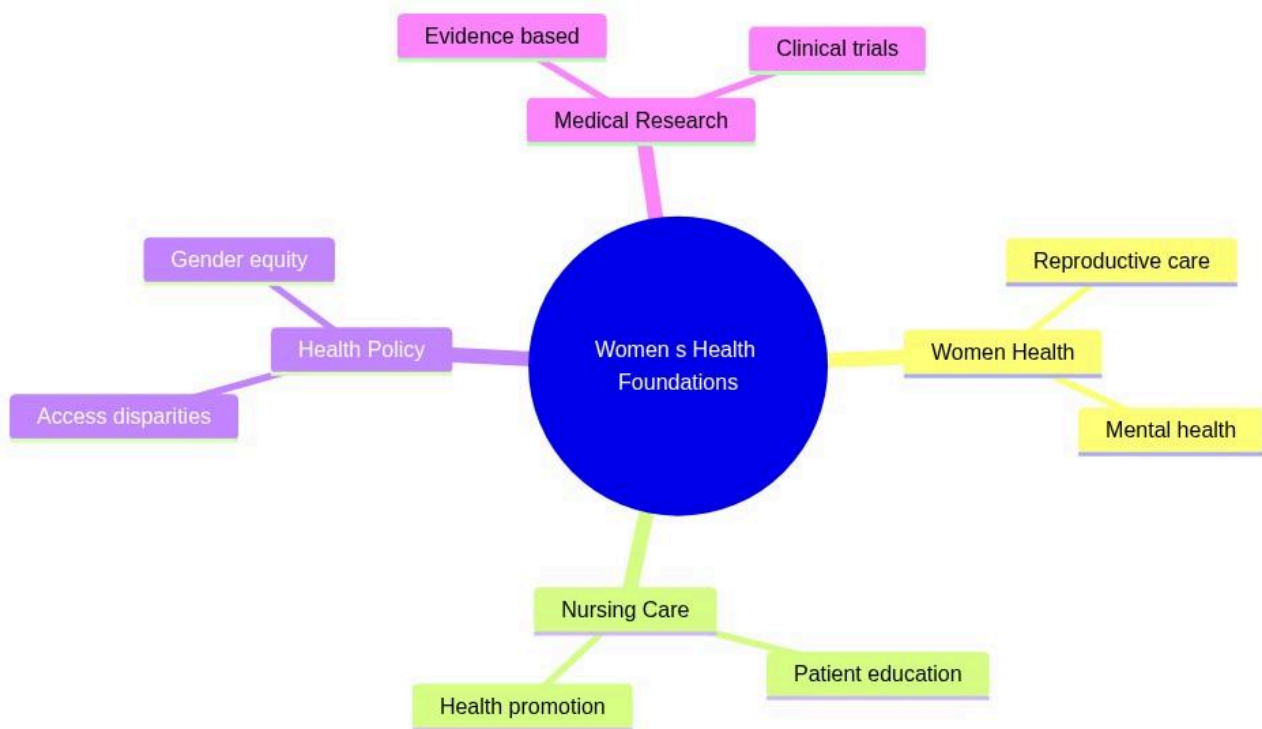 Evidence based
Clinical trials
Medical Research
Gender equity
Reproductive care
Health Policy
Women s Health
Foundations
Women Health
Access disparities
Mental health
Nursing Care
Patient education
Health promotion